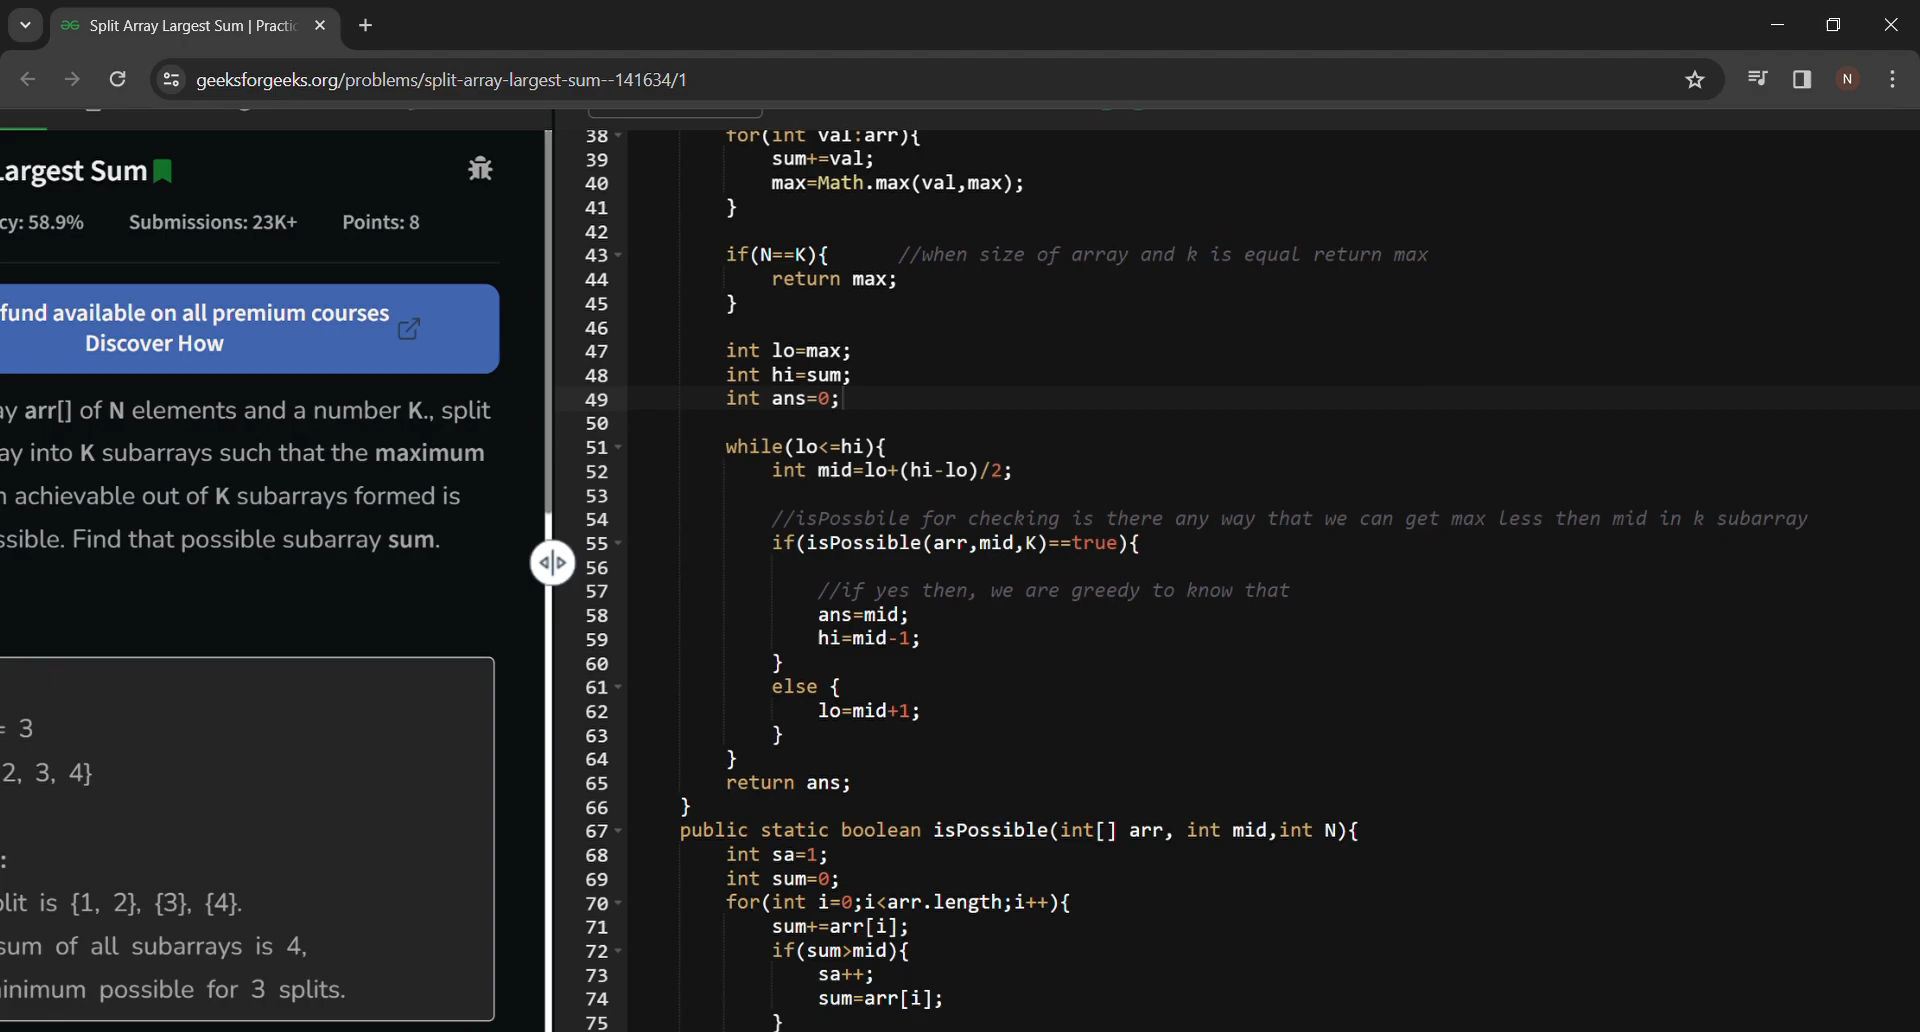 Split Array Largest Sum | Practic
geeksforgeeks.org/problems/split-array-largest-sum--141634/1
N
argest Sum
cy: 58.9% Submissions: 23K+ Points: 8
fund available on all premium courses
Discover How
ay arr[] of N elements and a number K., split
ay into K subarrays such that the maximum
achievable out of K subarrays formed is
ssible. Find that possible subarray sum.
= 3
2, 3, 4}
:
plit is {1, 2}, {3}, {4}.
sum of all subarrays is 4,
inimum possible for 3 splits.
38 for(int val:arr){
39 sum+=val;
40 max=Math.max(val,max);
41 }
42
43 if(N==K){ //when size of array and k is equal return max
44 return max;
45 }
46
47 int lo=max;
48 int hi=sum;
49 int ans=0;
50
51 while(lo<=hi){
52 int mid=lo+(hi-lo)/2;
53
54 //isPossbile for checking is there any way that we can get max less then mid in k subarray
55 if(isPossible(arr,mid,K)==true){
56
57 //if yes then, we are greedy to know that
58 ans=mid;
59 hi=mid-1;
60 }
61 else {
62 lo=mid+1;
63 }
64 }
65 return ans;
66 }
67 public static boolean isPossible(int[] arr, int mid,int N){
68 int sa=1;
69 int sum=0;
70 for(int i=0;i<arr.length;i++){
71 sum+=arr[i];
72 if(sum>mid){
73 sa++;
74 sum=arr[i];
75 }